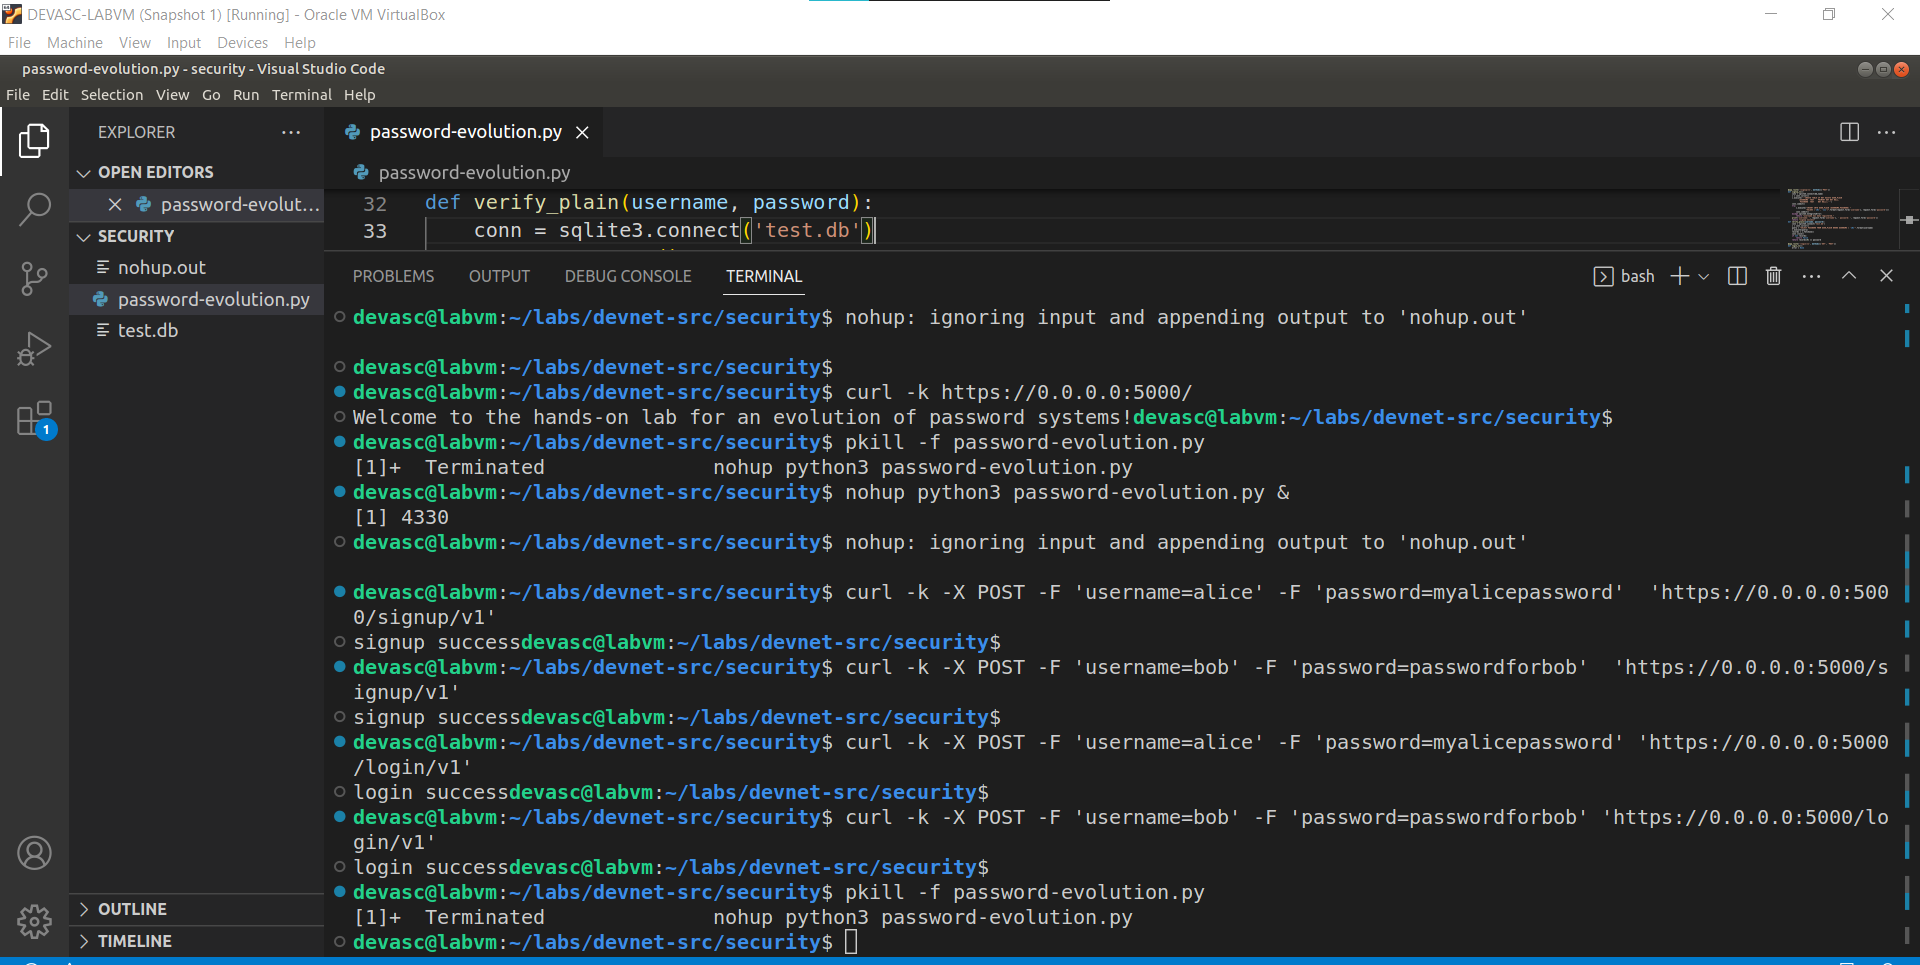 DEVASC-LABVM (Snapshot 1) [Running] - Oracle VM VirtualBox
File Machine View Input Devices Help
password-evolution.py - security - Visual Studio Code
File Edit Selection View Go Run Terminal Help
EXPLORER
OPEN EDITORS
password-evolut...
SECURITY
nohup.out
password-evolution.py
test.db
OUTLINE
TIMELINE
1
password-evolution.py
password-evolution.py
32 def verify_plain(username, password):
33 conn = sqlite3.connect('test.db')
PROBLEMS OUTPUT DEBUG CONSOLE TERMINAL
bash
devasc@labvm:~/labs/devnet-src/security$ nohup: ignoring input and appending output to 'nohup.out'
devasc@labvm:~/labs/devnet-src/security$
devasc@labvm:~/labs/devnet-src/security$ curl -k https://0.0.0.0:5000/
Welcome to the hands-on lab for an evolution of password systems!devasc@labvm:~/labs/devnet-src/security$
devasc@labvm:~/labs/devnet-src/security$ pkill -f password-evolution.py
[1]+  Terminated              nohup python3 password-evolution.py
devasc@labvm:~/labs/devnet-src/security$ nohup python3 password-evolution.py &
[1] 4330
devasc@labvm:~/labs/devnet-src/security$ nohup: ignoring input and appending output to 'nohup.out'
devasc@labvm:~/labs/devnet-src/security$ curl -k -X POST -F 'username=alice' -F 'password=myalicepassword'  'https://0.0.0.0:500
0/signup/v1'
signup successdevasc@labvm:~/labs/devnet-src/security$
devasc@labvm:~/labs/devnet-src/security$ curl -k -X POST -F 'username=bob' -F 'password=passwordforbob'  'https://0.0.0.0:5000/s
ignup/v1'
signup successdevasc@labvm:~/labs/devnet-src/security$
devasc@labvm:~/labs/devnet-src/security$ curl -k -X POST -F 'username=alice' -F 'password=myalicepassword' 'https://0.0.0.0:5000
/login/v1'
login successdevasc@labvm:~/labs/devnet-src/security$
devasc@labvm:~/labs/devnet-src/security$ curl -k -X POST -F 'username=bob' -F 'password=passwordforbob' 'https://0.0.0.0:5000/lo
gin/v1'
login successdevasc@labvm:~/labs/devnet-src/security$
devasc@labvm:~/labs/devnet-src/security$ pkill -f password-evolution.py
[1]+  Terminated              nohup python3 password-evolution.py
devasc@labvm:~/labs/devnet-src/security$